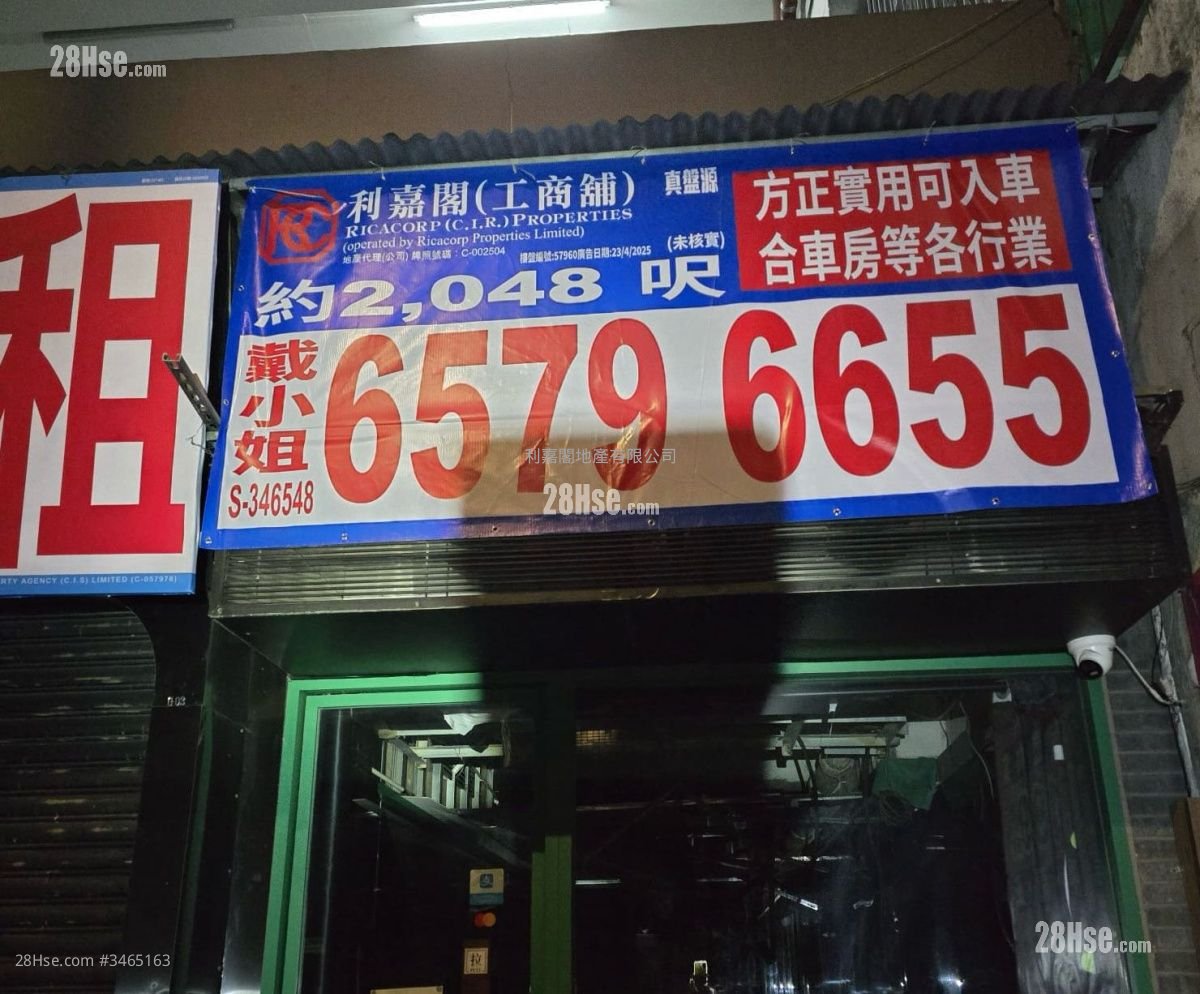 28Hse.com
租
RTY AGENCY (C.I.S) LIMITED (C-057978)
RC
利嘉閣(工商舖)
RICACORP (C.I.R.) PROPERTIES
(operated by Ricacorp Properties Limited)
地產代理(公司) 牌照號碼：C-002504
真盤源
(未核實)
樓盤編號:57960廣告日期:23/4/2025
約2,048 呎
方正實用可入車
合車房等各行業
戴小姐
S-346548
6579 6655
利嘉閣地產有限公司
28Hse.com
拉
28Hse.com #3465163
28Hse.com